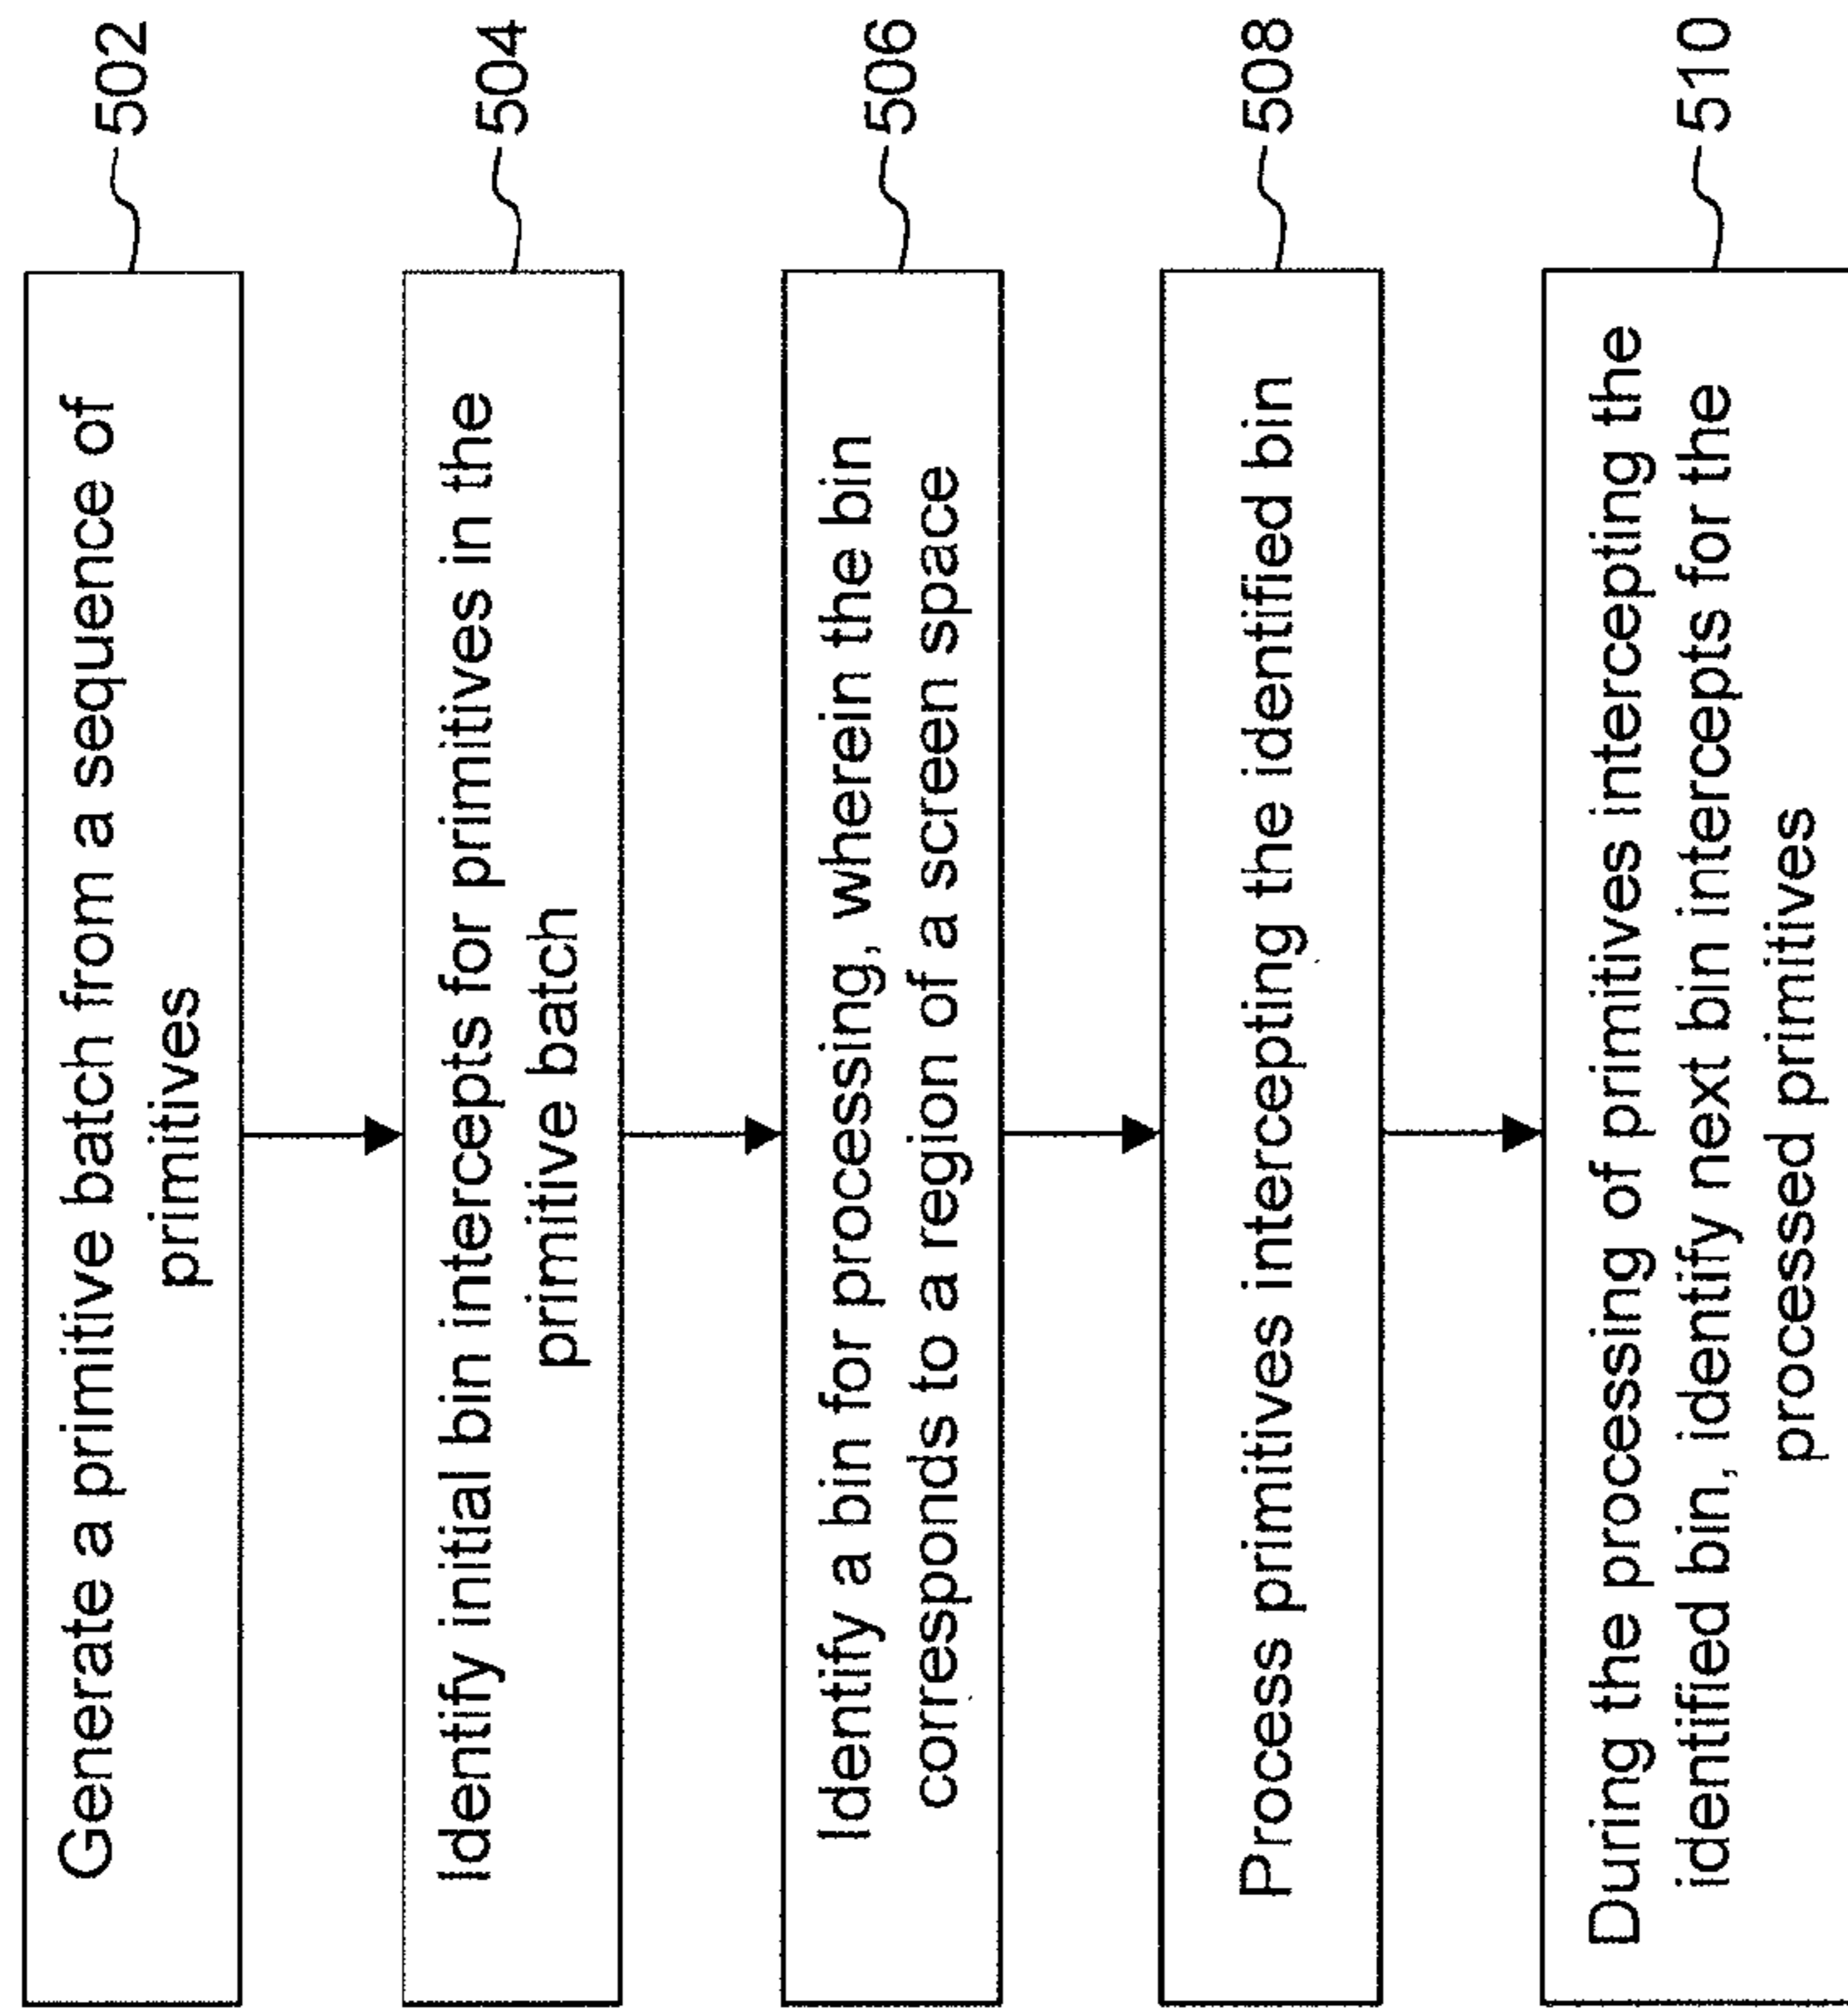 Generate a primitive batch from a sequence of
primitives
502
Identify initial bin intercepts for primitives in the
primitive batch
504
Identify a bin for processing, wherein the bin
corresponds to a region of a screen space
506
Process primitives intercepting the identified bin
508
During the processing of primitives intercepting the
identified bin, identify next bin intercepts for the
processed primitives
510